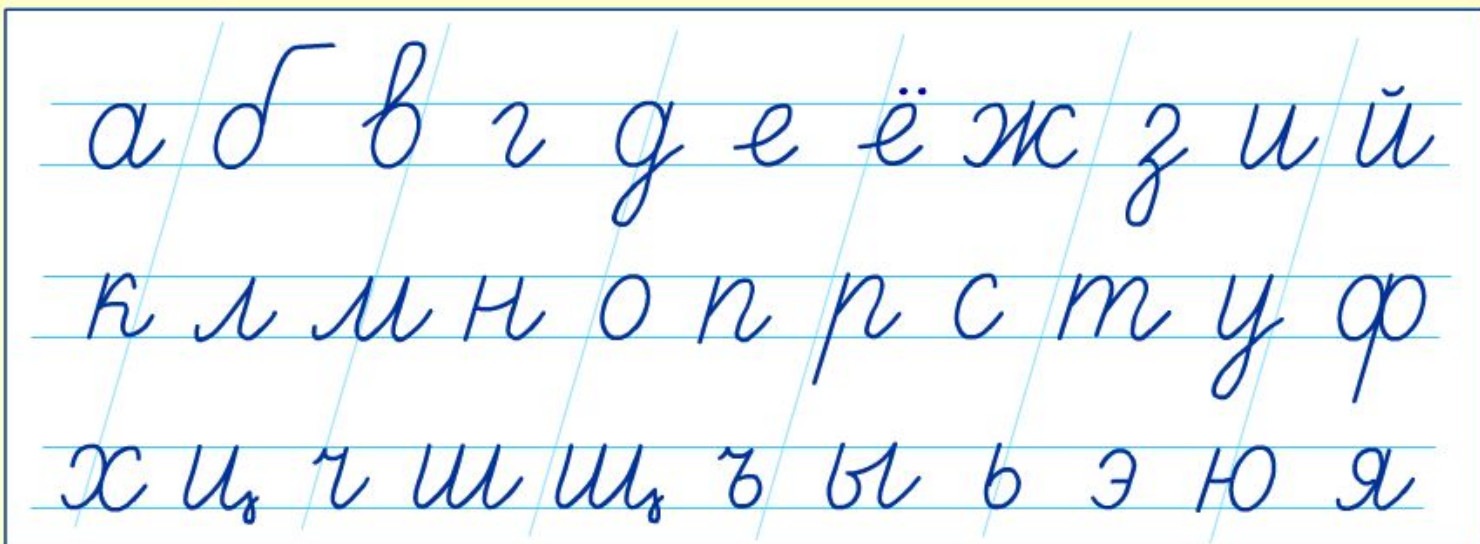 а б в г д е ё ж з и й
к л м н о п р с т у ф
х ц ч ш щ ъ ы ь э ю я